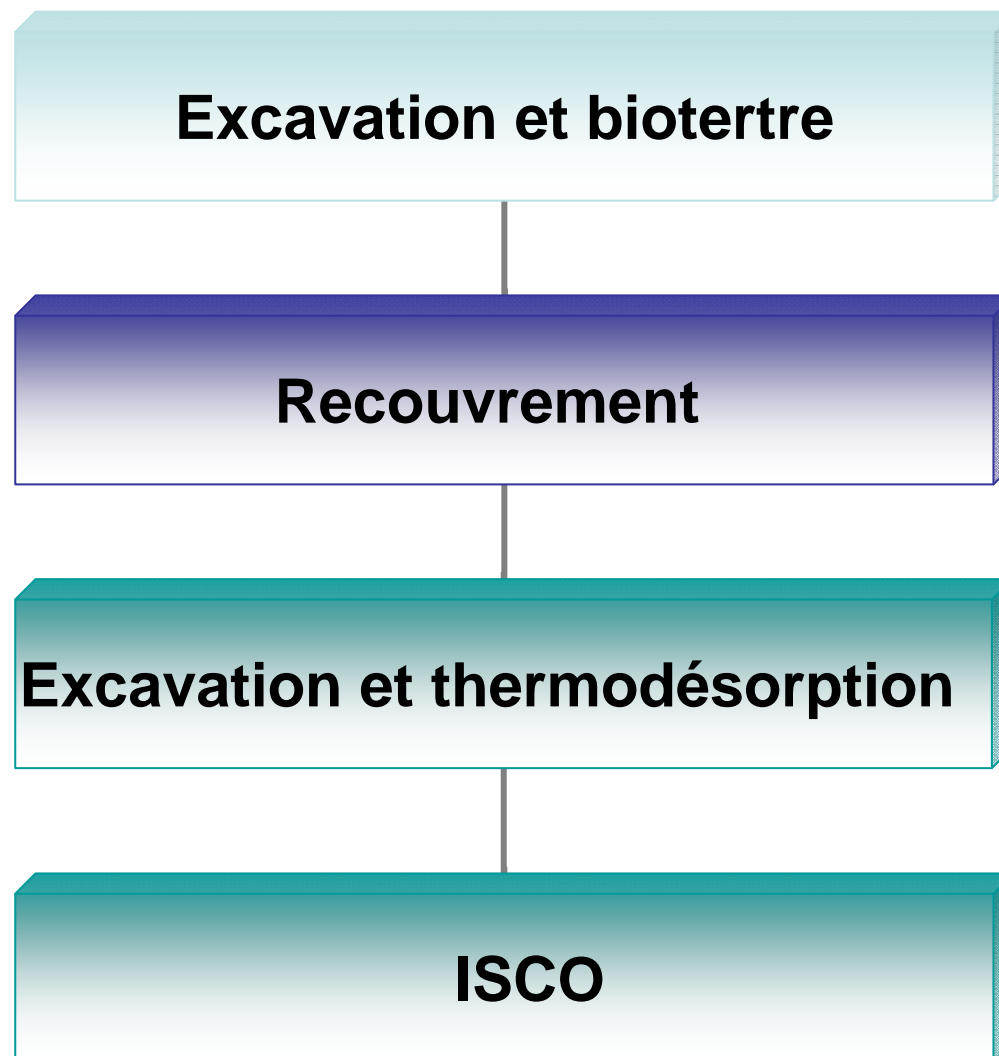 Excavation et biotertre
Recouvrement
Excavation et thermodésorption
ISCO